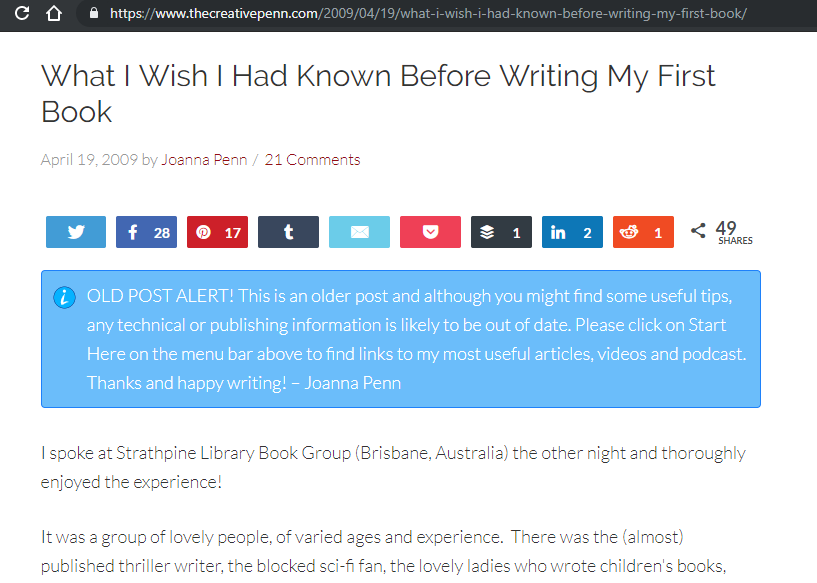 https://www.thecreativepenn.com/2009/04/19/what-i-wish-i-had-known-before-writing-my-first-book/
What I Wish I Had Known Before Writing My First
Book
April 19, 2009 by Joanna Penn / 21 Comments
28 17 1 2 1 49
SHARES
OLD POST ALERT! This is an older post and although you might find some useful tips,
any technical or publishing information is likely to be out of date. Please click on Start
Here on the menu bar above to find links to my most useful articles, videos and podcast.
Thanks and happy writing! – Joanna Penn
I spoke at Strathpine Library Book Group (Brisbane, Australia) the other night and thoroughly
enjoyed the experience!
It was a group of lovely people, of varied ages and experience.  There was the (almost)
published thriller writer, the blocked sci-fi fan, the lovely ladies who wrote children's books,